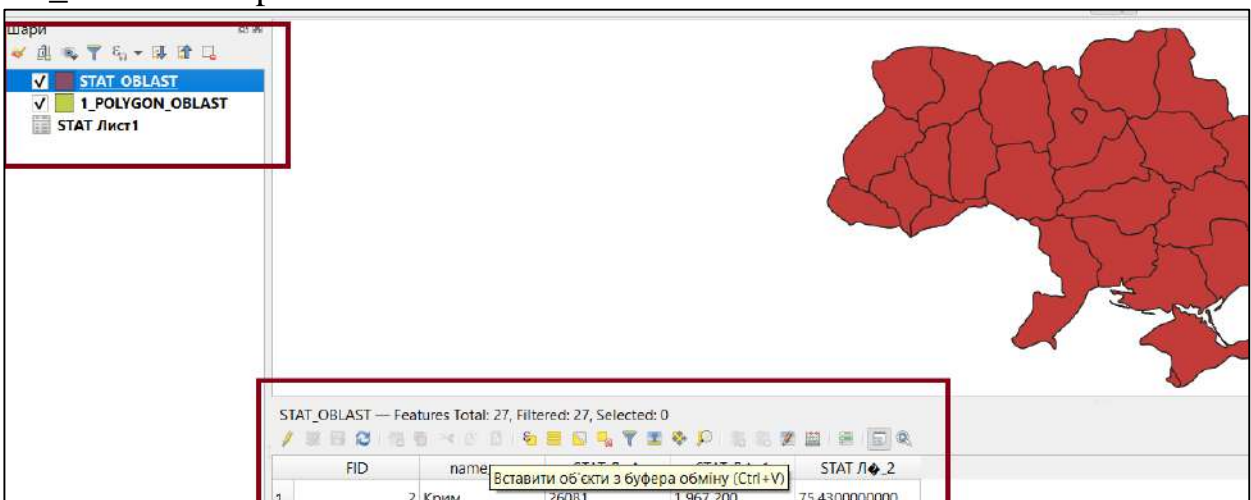 Шари
STAT_OBLAST
1_POLYGON_OBLAST
STAT Лист1
STAT_OBLAST — Features Total: 27, Filtered: 27, Selected: 0
FID name STAT Л�_2
Вставити об'єкти з буфера обміну (Ctrl+V)
1 2 Крим 26081 1 967 200 75.4300000000